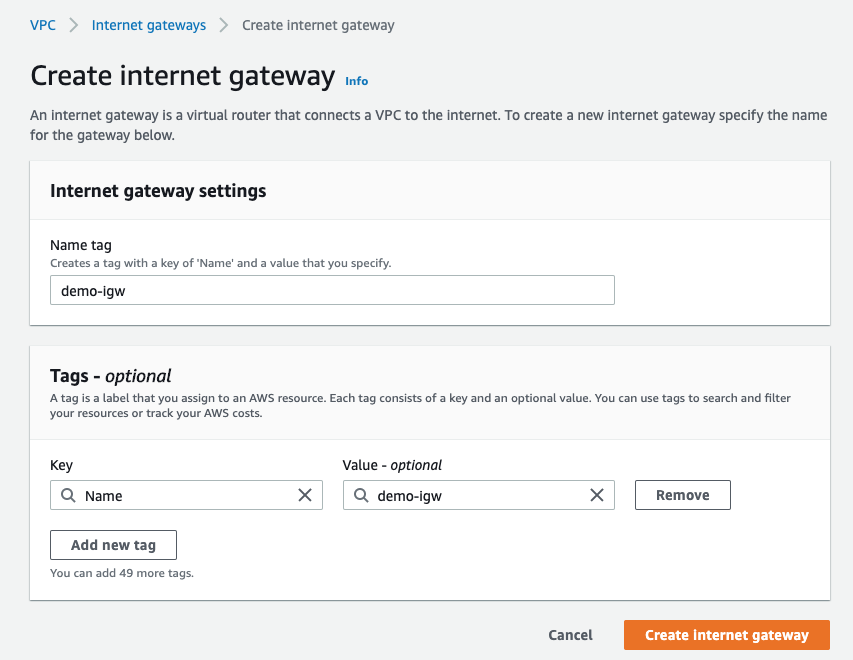 VPC > Internet gateways > Create internet gateway
Create internet gateway Info
An internet gateway is a virtual router that connects a VPC to the internet. To create a new internet gateway specify the name
for the gateway below.
Internet gateway settings
Name tag
Creates a tag with a key of 'Name' and a value that you specify.
demo-igw
Tags - optional
A tag is a label that you assign to an AWS resource. Each tag consists of a key and an optional value. You can use tags to search and filter
your resources or track your AWS costs.
Key Value - optional
Name demo-igw Remove
Add new tag
You can add 49 more tags.
Cancel Create internet gateway